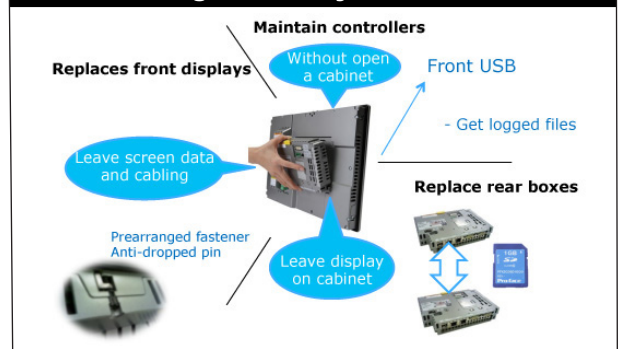 Maintain controllers
Without open
a cabinet
Replaces front displays
Front USB
- Get logged files
Leave screen data
and cabling
Replace rear boxes
Prearranged fastener
Anti-dropped pin
Leave display
on cabinet